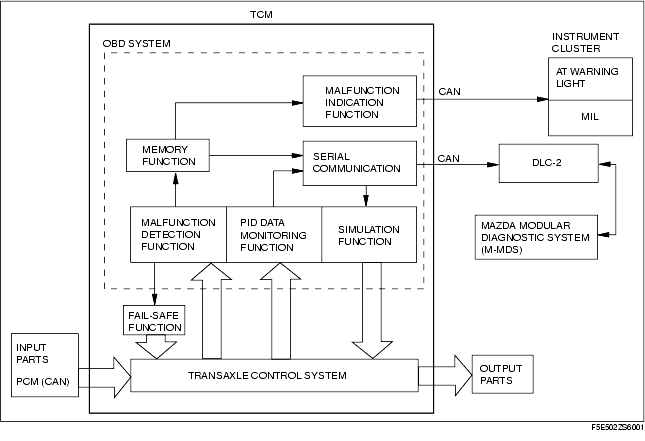 TCM
OBD SYSTEM
INSTRUMENT
CLUSTER
MALFUNCTION
INDICATION
FUNCTION
CAN
AT WARNING
LIGHT
MIL
MEMORY
FUNCTION
SERIAL
COMMUNICATION
CAN
DLC-2
MALFUNCTION
DETECTION
FUNCTION
PID DATA
MONITORING
FUNCTION
SIMULATION
FUNCTION
MAZDA MODULAR
DIAGNOSTIC SYSTEM
(M-MDS)
FAIL-SAFE
FUNCTION
INPUT
PARTS
PCM (CAN)
TRANSAXLE CONTROL SYSTEM
OUTPUT
PARTS
F5E502ZS6001